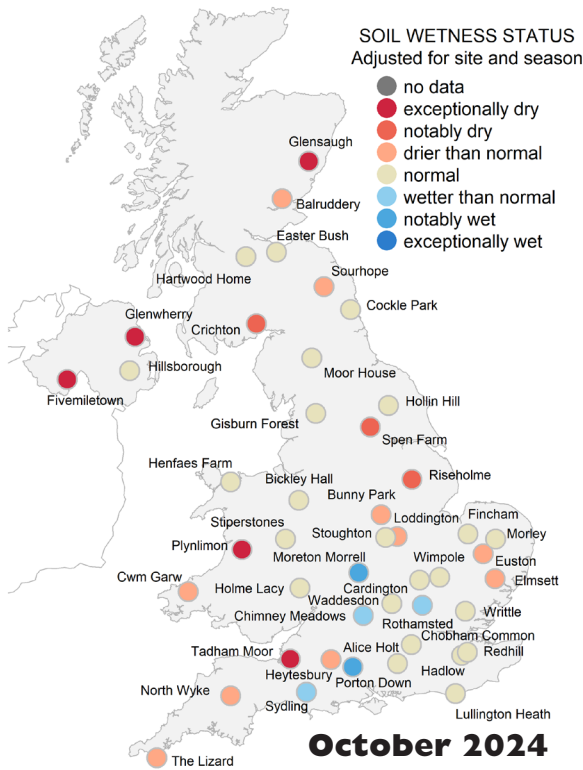 SOIL WETNESS STATUS
Adjusted for site and season
no data
exceptionally dry
notably dry
drier than normal
normal
wetter than normal
notably wet
exceptionally wet
Glensaugh
Balruddery
Easter Bush
Hartwood Home
Sourhope
Cockle Park
Glenwherry
Crichton
Hillsborough
Moor House
Fivemiletown
Hollin Hill
Gisburn Forest
Spen Farm
Henfaes Farm
Riseholme
Bickley Hall
Bunny Park
Loddington
Fincham
Stiperstones
Stoughton
Morley
Plynlimon
Moreton Morrell
Wimpole
Euston
Cwm Garw
Holme Lacy
Cardington
Elmsett
Waddesdon
Chimney Meadows
Writtle
Rothamsted
Chobham Common
Tadham Moor
Alice Holt
Redhill
Heytesbury
Hadlow
North Wyke
Porton Down
Sydling
Lullington Heath
October 2024
The Lizard